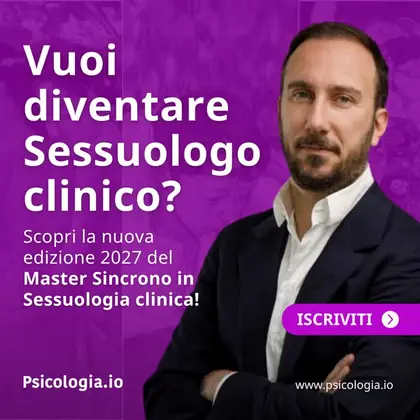 Vuoi
diventare
Sessuologo
clinico?
Scopri la nuova
edizione 2027 del
Master Sincrono in
Sessuologia clinica!
ISCRIVITI
Psicologia.io
www.psicologia.io